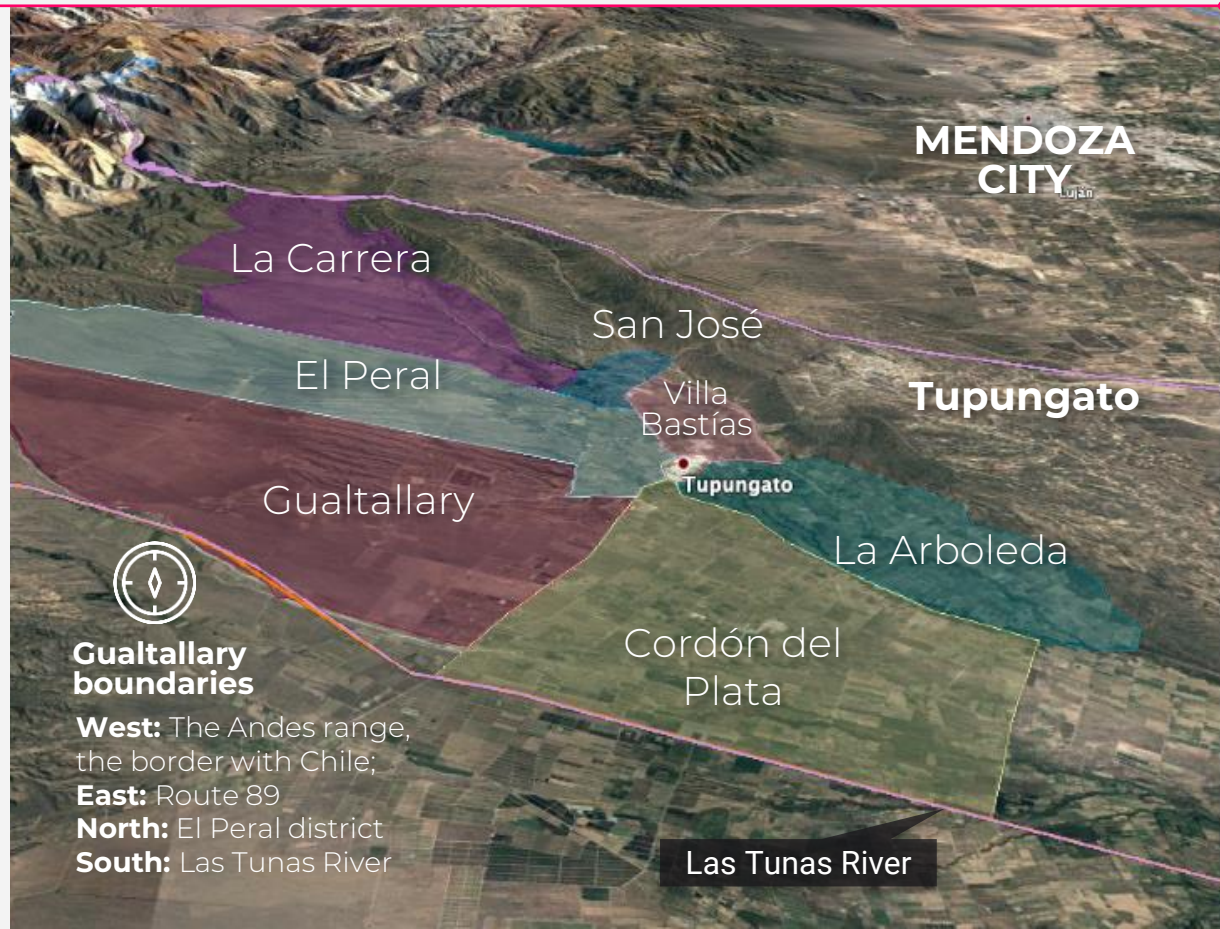 MENDOZA
CITY
Luján
La Carrera
San José
El Peral
Villa
Bastías
Tupungato
Tupungato
Gualtallary
La Arboleda
Cordón del
Plata
Gualtallary
boundaries
West: The Andes range,
the border with Chile;
East: Route 89
North: El Peral district
South: Las Tunas River
Las Tunas River